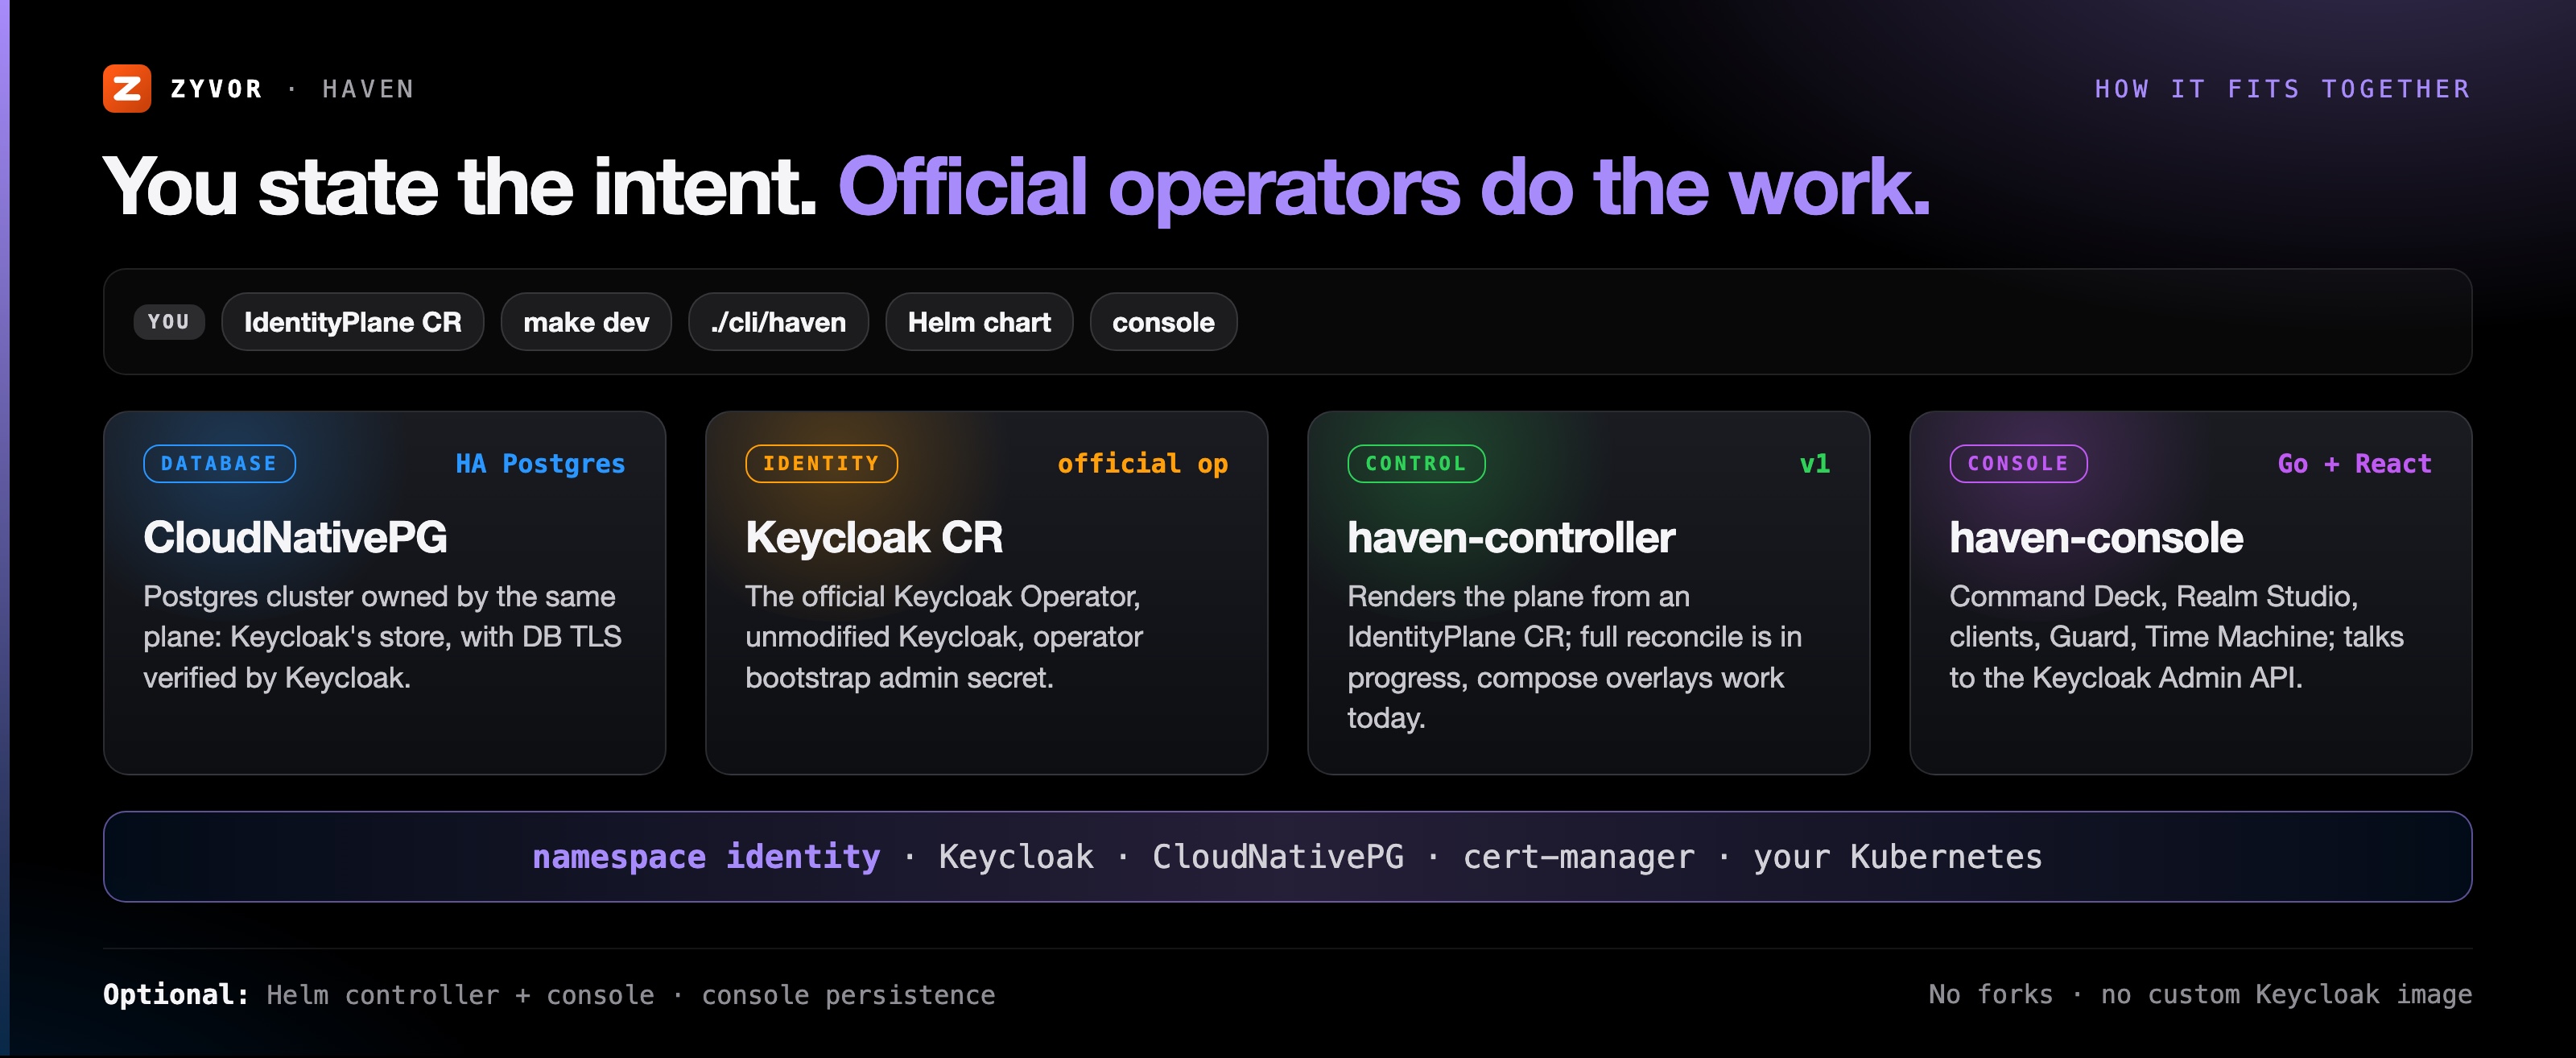 ZYVOR · HAVEN
HOW IT FITS TOGETHER
You state the intent. Official operators do the work.
YOU IdentityPlane CR make dev ./cli/haven Helm chart console
DATABASE HA Postgres
CloudNativePG
Postgres cluster owned by the same
plane: Keycloak's store, with DB TLS
verified by Keycloak.
IDENTITY official op
Keycloak CR
The official Keycloak Operator,
unmodified Keycloak, operator
bootstrap admin secret.
CONTROL v1
haven-controller
Renders the plane from an
IdentityPlane CR; full reconcile is in
progress, compose overlays work
today.
CONSOLE Go + React
haven-console
Command Deck, Realm Studio,
clients, Guard, Time Machine; talks
to the Keycloak Admin API.
namespace identity · Keycloak · CloudNativePG · cert-manager · your Kubernetes
Optional: Helm controller + console · console persistence
No forks · no custom Keycloak image